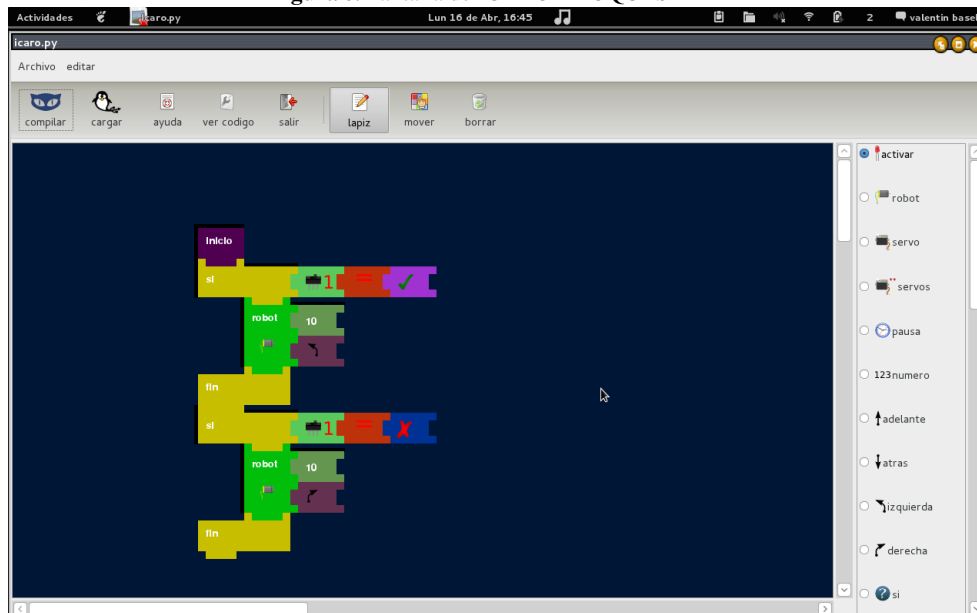 Actividades icaro.py Lun 16 de Abr, 16:45 2 valentin basel
icaro.py
Archivo editar
compilar cargar ayuda ver codigo salir lapiz mover borrar
activar
robot
servo
servos
pausa
123 numero
adelante
atras
izquierda
derecha
si
inicio
si 1 =
robot 10
fin
si 1 =
robot 10
fin